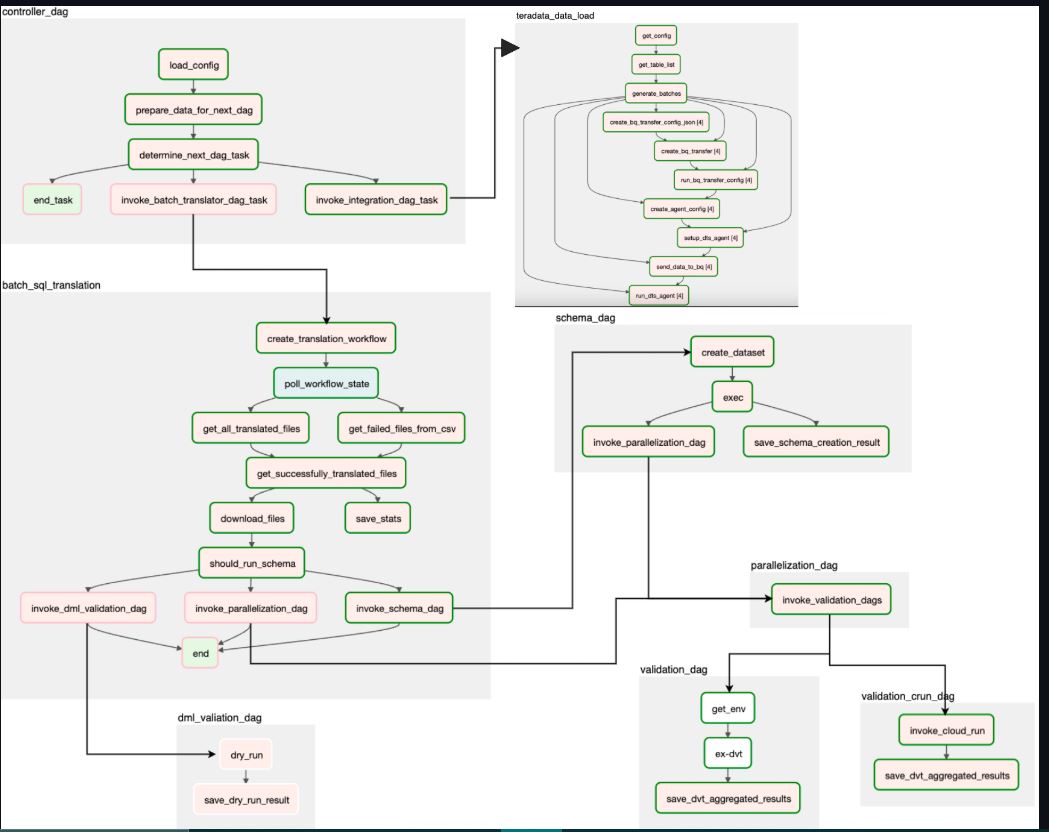 controller_dag
load_config
prepare_data_for_next_dag
determine_next_dag_task
end_task
invoke_batch_translator_dag_task
invoke_integration_dag_task
teradata_data_load
get_config
get_table_list
generate_batches
create_bq_transfer_config_json [4]
create_bq_transfer [4]
run_bq_transfer_config [4]
create_agent_config [4]
setup_dts_agent [4]
send_data_to_bq [4]
run_dts_agent [4]
batch_sql_translation
create_translation_workflow
poll_workflow_state
get_all_translated_files
get_failed_files_from_csv
get_successfully_translated_files
download_files
save_stats
should_run_schema
invoke_dml_validation_dag
invoke_parallelization_dag
invoke_schema_dag
end
schema_dag
create_dataset
exec
invoke_parallelization_dag
save_schema_creation_result
parallelization_dag
invoke_validation_dags
validation_dag
get_env
ex-dvt
save_dvt_aggregated_results
validation_crun_dag
invoke_cloud_run
save_dvt_aggregated_results
dml_valiation_dag
dry_run
save_dry_run_result